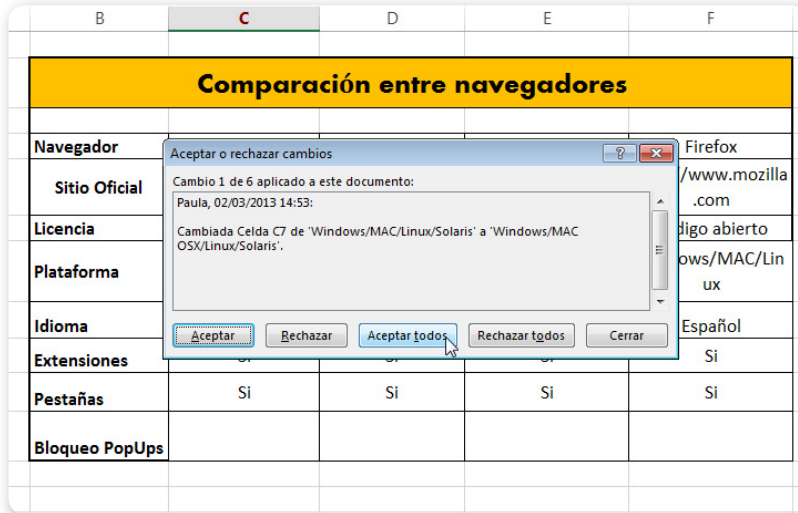 B C D E F
Comparación entre navegadores
Navegador
Firefox
Aceptar o rechazar cambios
Cambio 1 de 6 aplicado a este documento:
Paula, 02/03/2013 14:53:
Cambiada Celda C7 de 'Windows/MAC/Linux/Solaris' a 'Windows/MAC
OSX/Linux/Solaris'.
Sitio Oficial
/www.mozilla
.com
Licencia
digo abierto
Plataforma
ows/MAC/Lin
ux
Idioma
Aceptar Rechazar Aceptar todos Rechazar todos Cerrar
Español
Extensiones
Si
Pestañas Si Si Si Si
Bloqueo PopUps